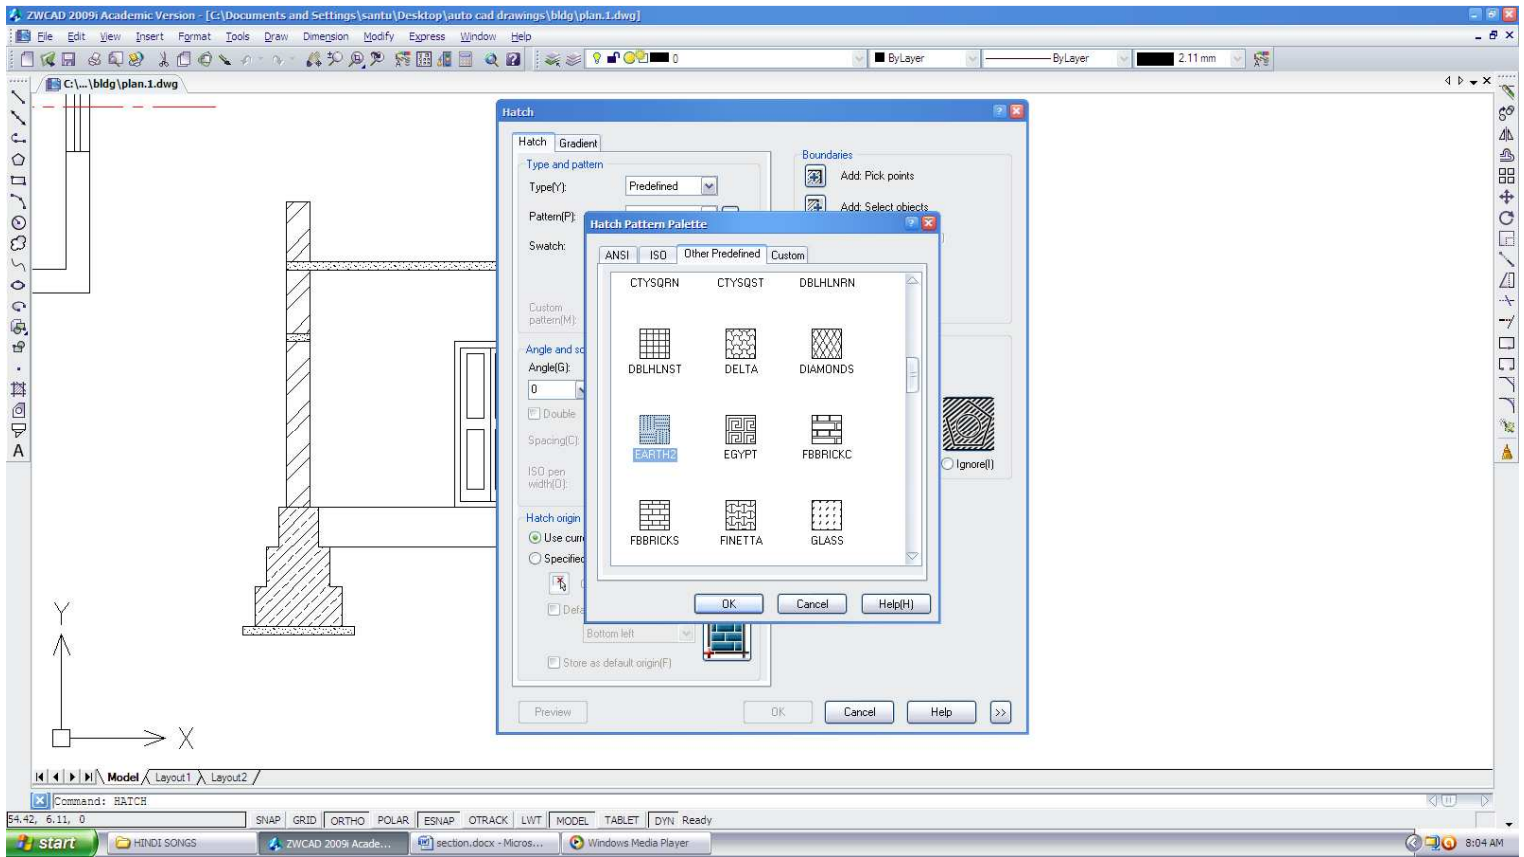 ZWCAD 2009i Academic Version - [C:\Documents and Settings\santu\Desktop\auto cad drawings\bldg\plan.1.dwg]
File Edit View Insert Format Tools Draw Dimension Modify Express Window Help
0 ByLayer ByLayer 2.11 mm
C:\...\bldg\plan.1.dwg
Hatch
Hatch Gradient
Type and pattern
Type(Y): Predefined
Pattern(P):
Swatch:
Custom
pattern(M):
Angle and sc
Angle(G):
0
Double
Spacing(C):
ISO pen
width(O):
Hatch origin
Use curr
Specified
Defa
Bottom left
Store as default origin(F)
Boundaries
Add: Pick points
Add: Select objects
Ignore(I)
Hatch Pattern Palette
ANSI ISO Other Predefined Custom
CTYSQRN CTYSQST DBLHLNRN
DBLHLNST DELTA DIAMONDS
EARTH2 EGYPT FBBRICKC
FBBRICKS FINETTA GLASS
OK Cancel Help(H)
Preview OK Cancel Help >>
Y
X
A
Model Layout1 Layout2
Command: HATCH
54.42, 6.11, 0 SNAP GRID ORTHO POLAR ESNAP OTRACK LWT MODEL TABLET DYN Ready
start HINDI SONGS ZWCAD 2009i Acade... section.docx - Micros... Windows Media Player 8:04 AM